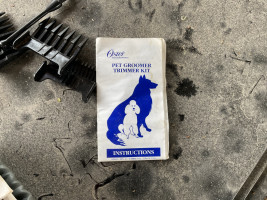 Oster
PET GROOMER
TRIMMER KIT
INSTRUCTIONS